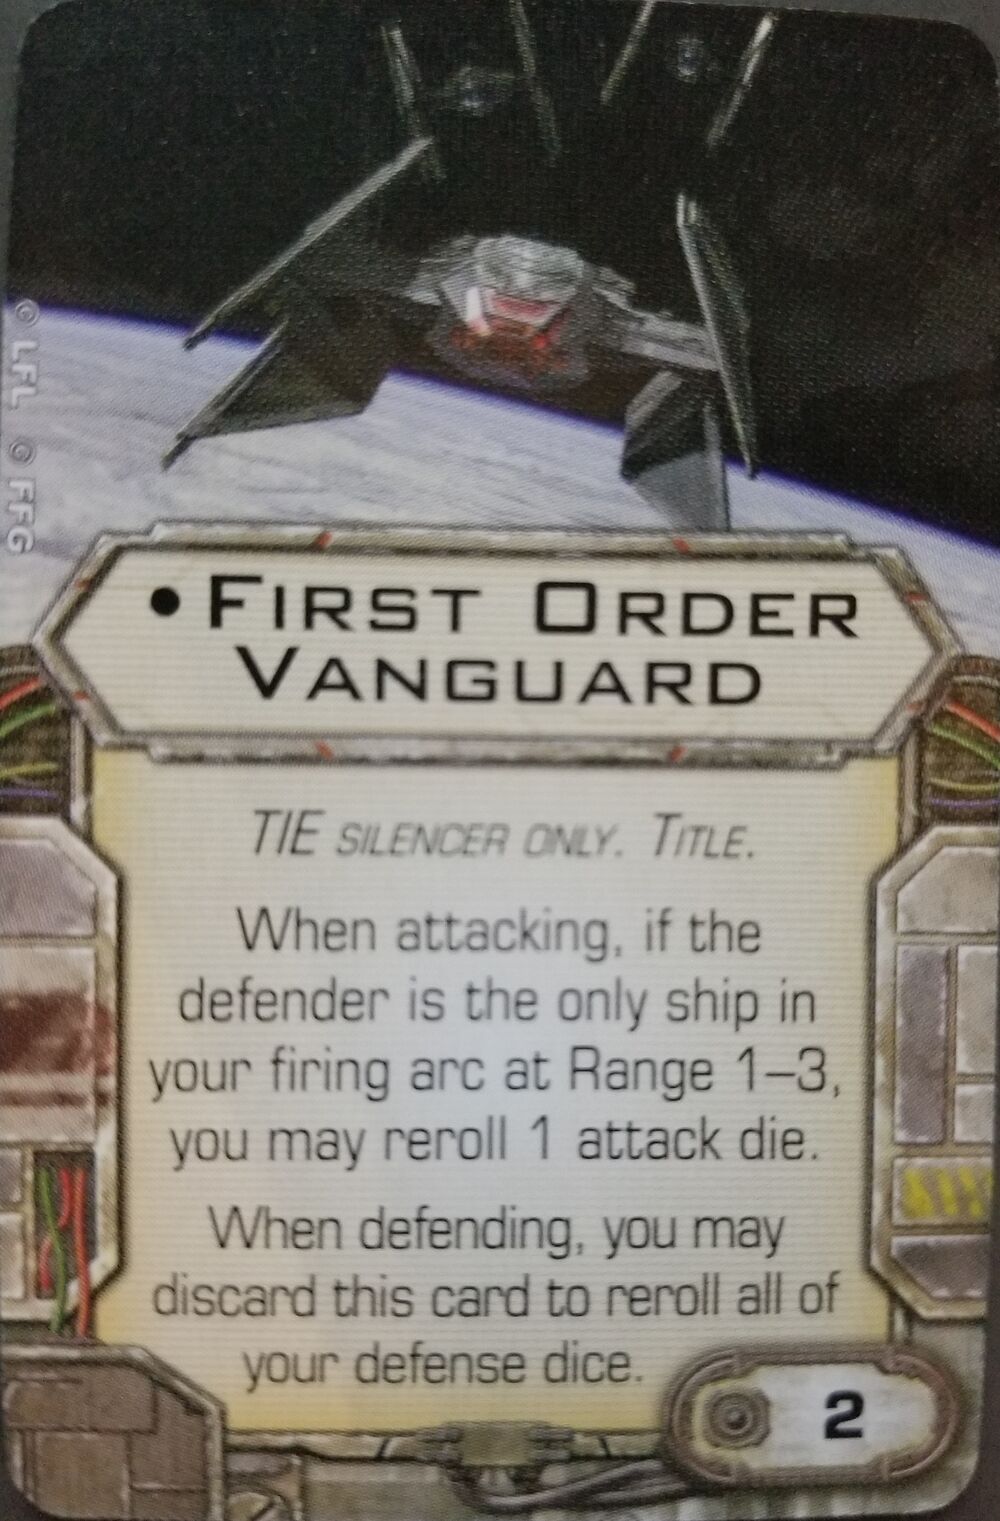 © LFL © FFG
• FIRST ORDER
VANGUARD
TIE SILENCER ONLY. TITLE.
When attacking, if the
defender is the only ship in
your firing arc at Range 1–3,
you may reroll 1 attack die.
When defending, you may
discard this card to reroll all of
your defense dice.
2